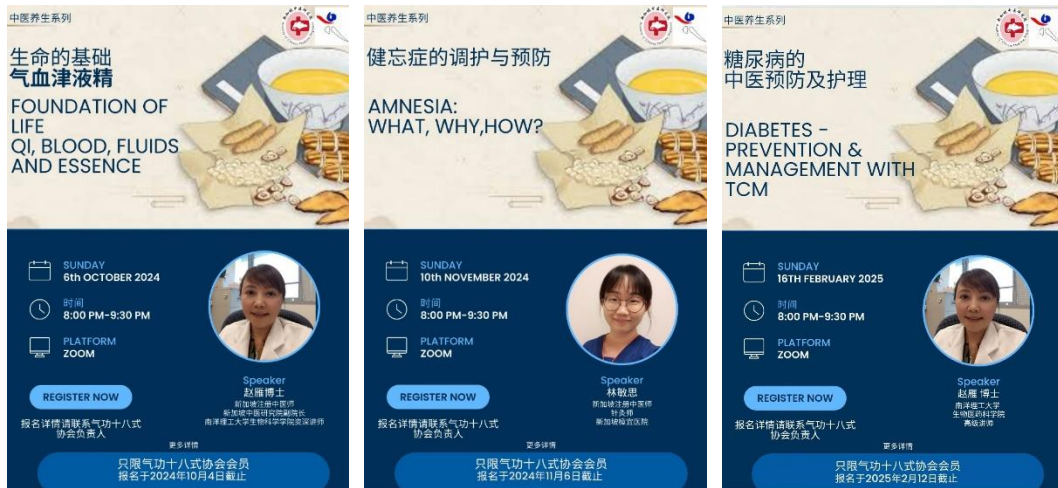 中医养生系列
生命的基础
气血津液精
FOUNDATION OF
LIFE
QI, BLOOD, FLUIDS
AND ESSENCE
SUNDAY
6th OCTOBER 2024
时间
8:00 PM-9:30 PM
PLATFORM
ZOOM
REGISTER NOW
报名详情请联系气功十八式
协会负责人
Speaker
赵雁博士
新加坡注册中医师
新加坡中医研究院副院长
南洋理工大学生物科学学院资深讲师
更多详情
只限气功十八式协会会员
报名于2024年10月4日截止
中医养生系列
健忘症的调护与预防
AMNESIA:
WHAT, WHY,HOW?
SUNDAY
10th NOVEMBER 2024
时间
8:00 PM-9:30 PM
PLATFORM
ZOOM
REGISTER NOW
报名详情请联系气功十八式
协会负责人
Speaker
林敏思
新加坡注册中医师
针灸师
更多详情
只限气功十八式协会会员
报名于2024年11月6日截止
中医养生系列
糖尿病的
中医预防及护理
DIABETES -
PREVENTION &
MANAGEMENT WITH
TCM
SUNDAY
16TH FEBRUARY 2025
时间
8:00 PM-9:30 PM
PLATFORM
ZOOM
REGISTER NOW
报名详情请联系气功十八式
协会负责人
Speaker
赵雁 博士
南洋理工大学
生物医药科学院
高级讲师
更多详情
只限气功十八式协会会员
报名于2025年2月12日截止